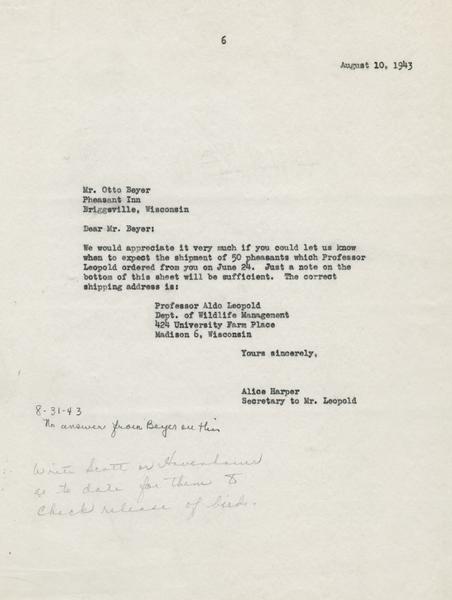 6
August 10, 1943
Mr. Otto Beyer
Pheasant Inn
Briggsville, Wisconsin
Dear Mr. Beyer:
We would appreciate it very much if you could let us know
when to expect the shipment of 50 pheasants which Professor
Leopold ordered from you on June 24. Just a note on the
bottom of this sheet will be sufficient. The correct
shipping address is:
Professor Aldo Leopold
Dept. of Wildlife Management
424 University Farm Place
Madison 6, Wisconsin
Yours sincerely,
Alice Harper
Secretary to Mr. Leopold
8-31-43
No answer from Beyer on this
Write Scott or
as to date for them to
check release of birds.